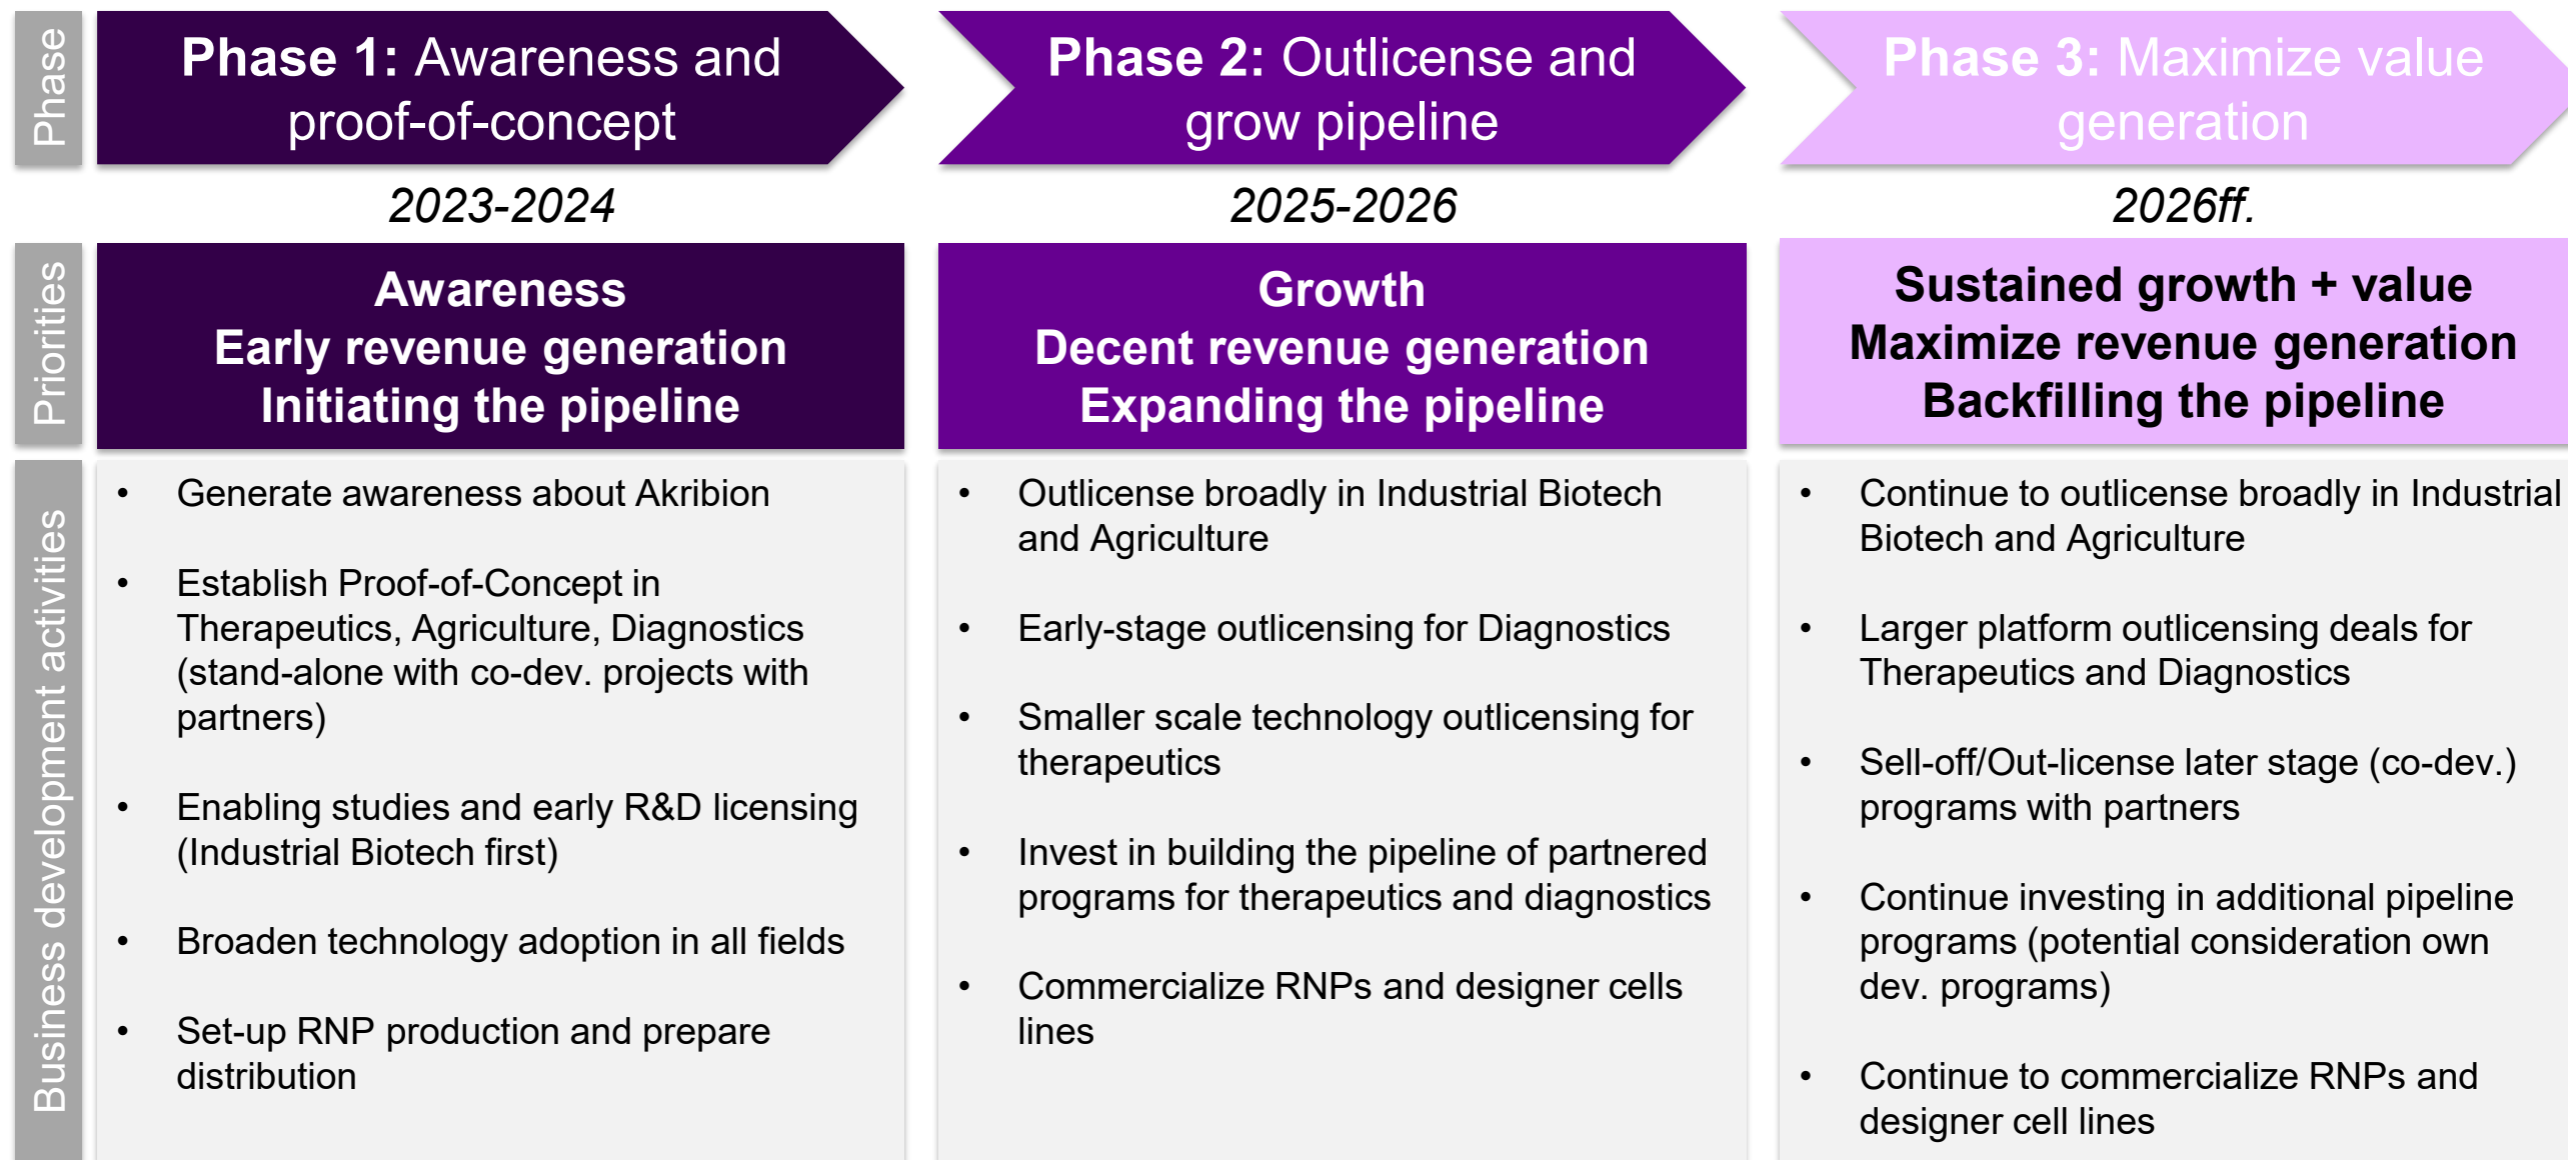 Phase
Phase 1: Awareness and
proof-of-concept
Phase 2: Outlicense and
grow pipeline
Phase 3: Maximize value
generation
2023-2024
2025-2026
2026ff.
Priorities
Awareness
Early revenue generation
Initiating the pipeline
Growth
Decent revenue generation
Expanding the pipeline
Sustained growth + value
Maximize revenue generation
Backfilling the pipeline
Business development activities
• Generate awareness about Akribion
• Establish Proof-of-Concept in
Therapeutics, Agriculture, Diagnostics
(stand-alone with co-dev. projects with
partners)
• Enabling studies and early R&D licensing
(Industrial Biotech first)
• Broaden technology adoption in all fields
• Set-up RNP production and prepare
distribution
• Outlicense broadly in Industrial Biotech
and Agriculture
• Early-stage outlicensing for Diagnostics
• Smaller scale technology outlicensing for
therapeutics
• Invest in building the pipeline of partnered
programs for therapeutics and diagnostics
• Commercialize RNPs and designer cells
lines
• Continue to outlicense broadly in Industrial
Biotech and Agriculture
• Larger platform outlicensing deals for
Therapeutics and Diagnostics
• Sell-off/Out-license later stage (co-dev.)
programs with partners
• Continue investing in additional pipeline
programs (potential consideration own
dev. programs)
• Continue to commercialize RNPs and
designer cell lines